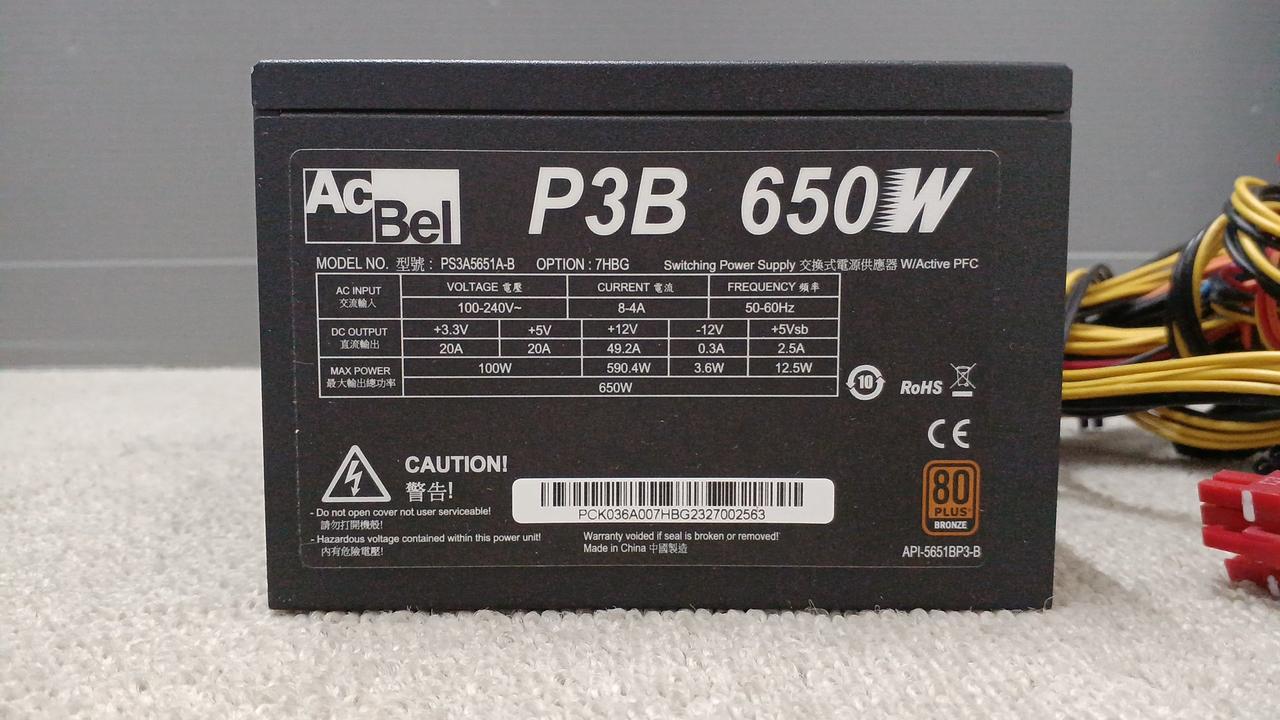 AcBel P3B 650W
MODEL NO. 型號 : PS3A5651A-B OPTION : 7HBG Switching Power Supply 交換式電源供應器 W/Active PFC
AC INPUT 交流輸入 VOLTAGE 電壓 CURRENT 電流 FREQUENCY 頻率
100-240V~ 8-4A 50-60Hz
DC OUTPUT 直流輸出 +3.3V +5V +12V -12V +5Vsb
20A 20A 49.2A 0.3A 2.5A
MAX POWER 最大輸出總功率 100W 590.4W 3.6W 12.5W
650W
10 RoHS
CE
CAUTION!
警告!
- Do not open cover not user serviceable!
請勿打開機殼!
- Hazardous voltage contained within this power unit!
內有危險電壓!
PCK036A007HBG2327002563
Warranty voided if seal is broken or removed!
Made in China 中國製造
80
PLUS
BRONZE
API-5651BP3-B